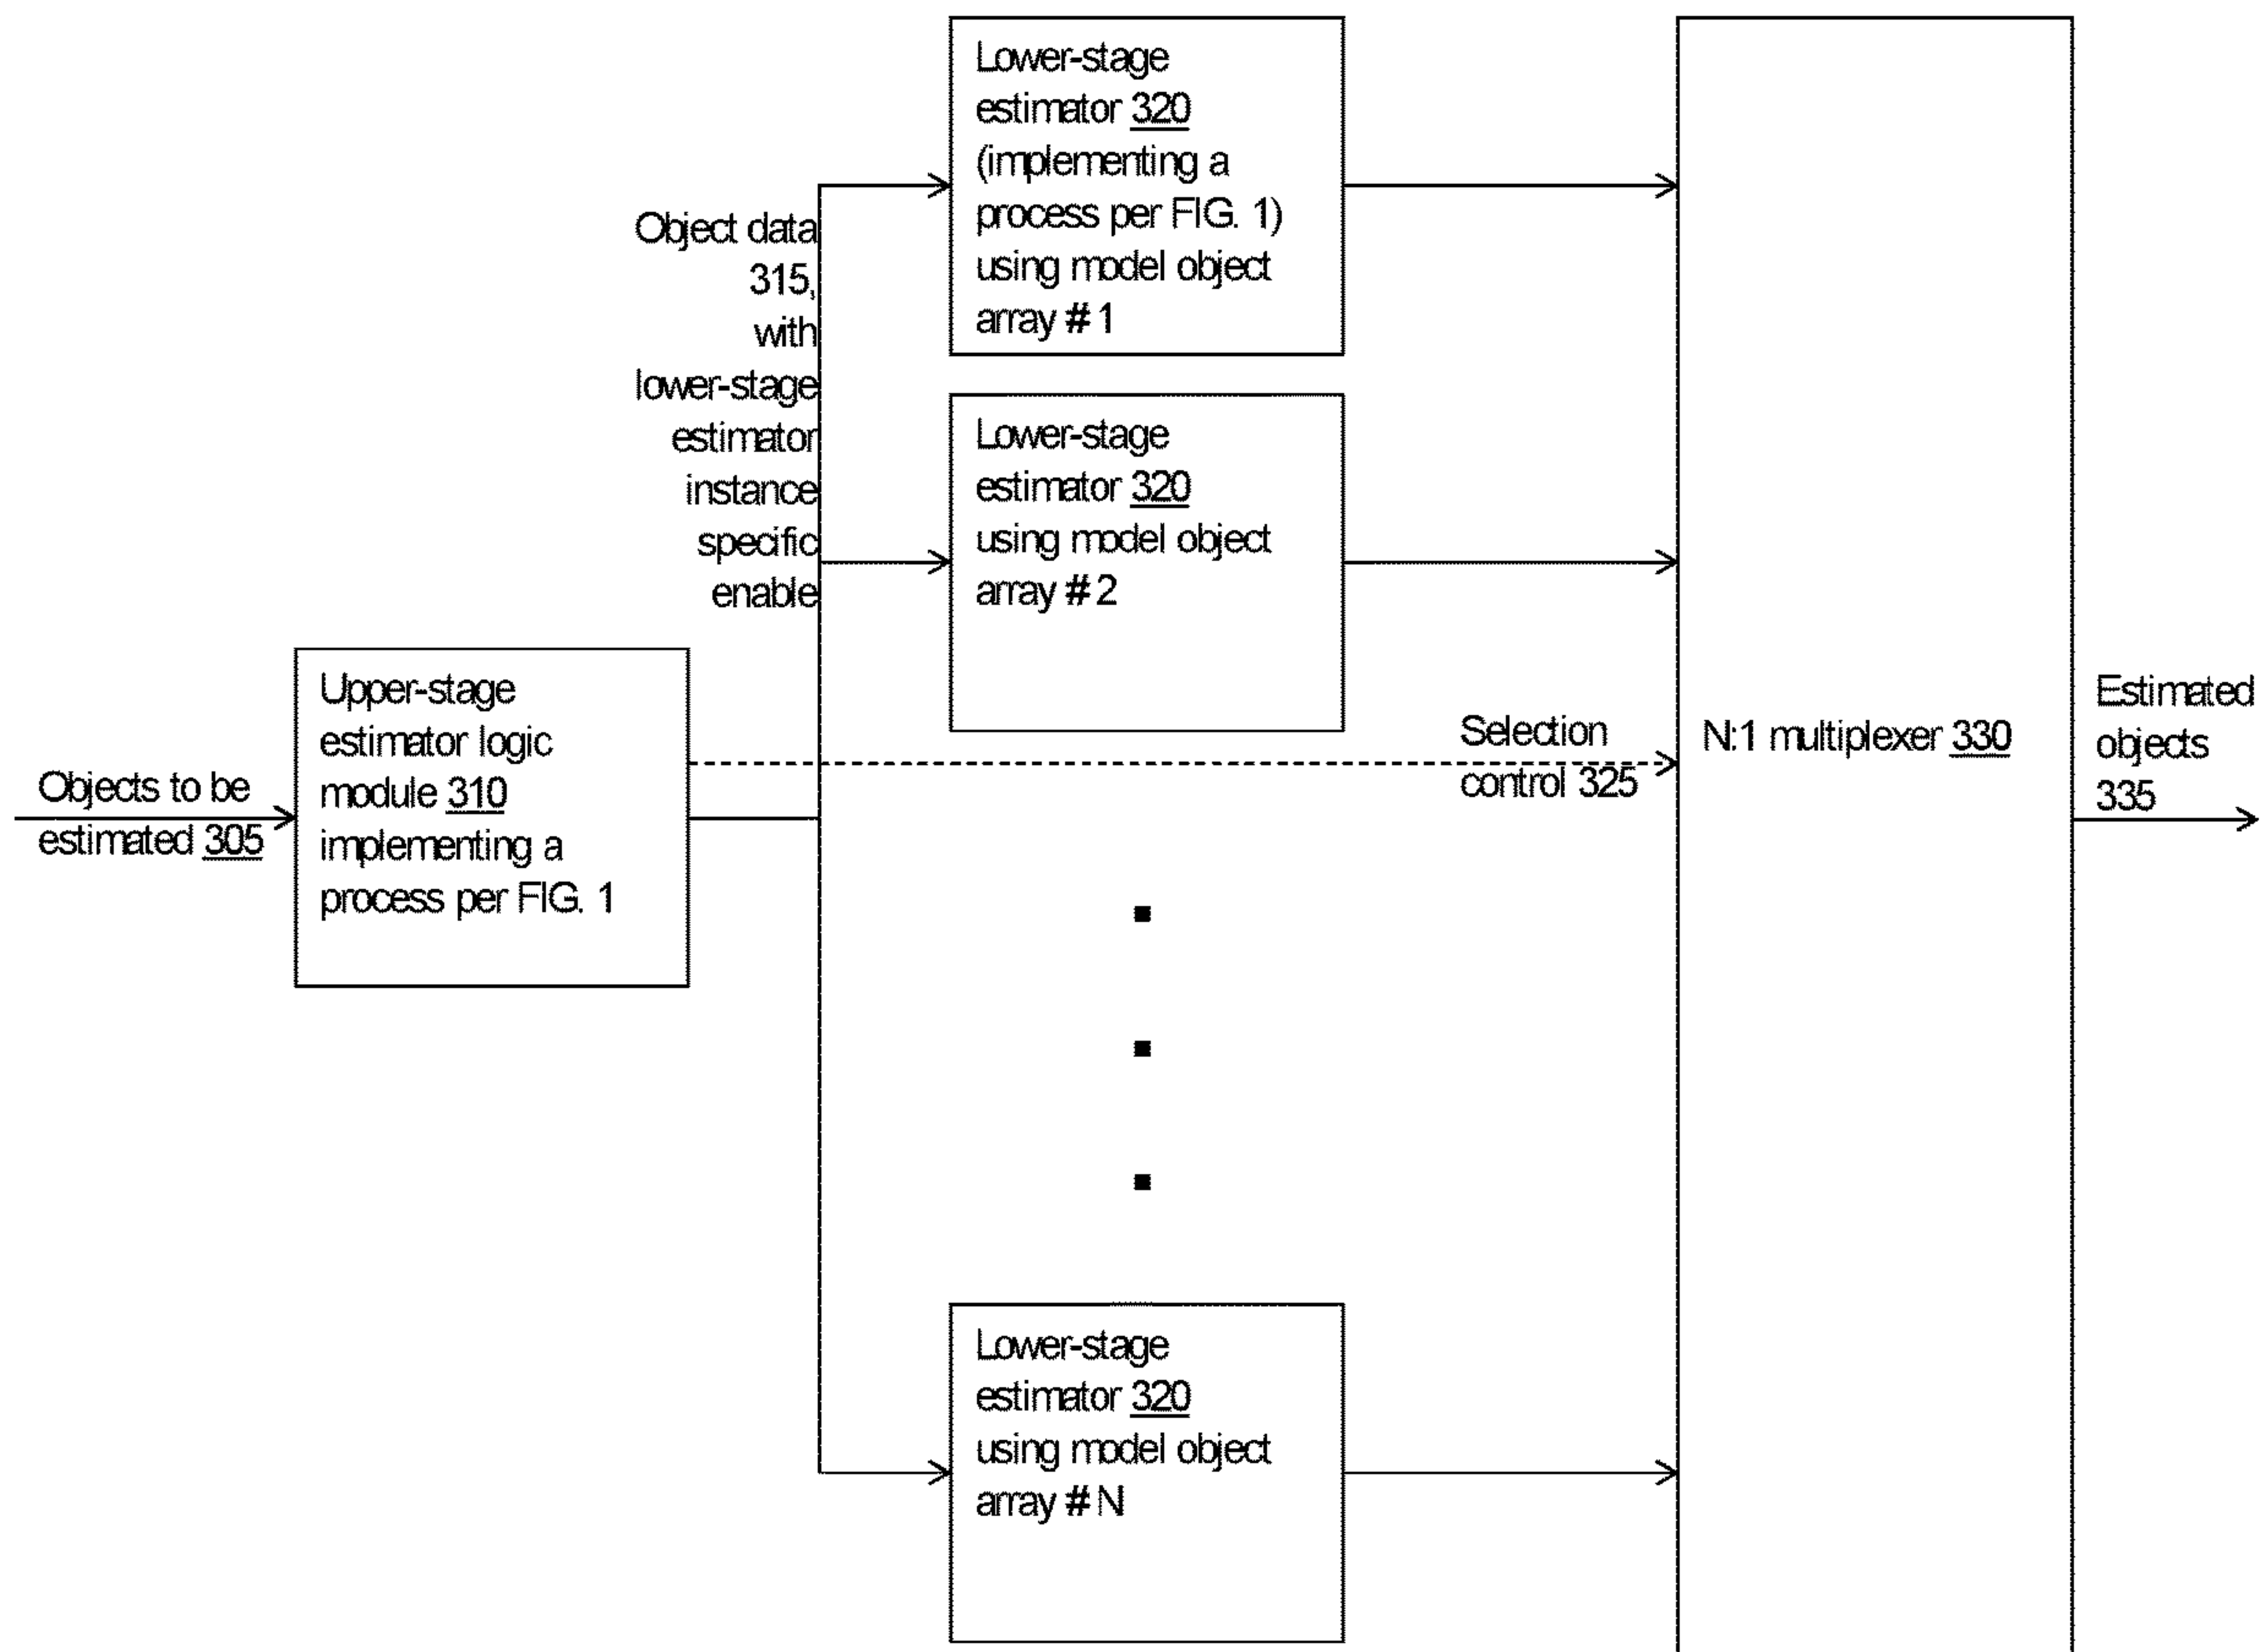 Objects to be
estimated 305
Upper-stage
estimator logic
module 310
implementing a
process per FIG. 1
Object data
315,
with
lower-stage
estimator
instance
specific
enable
Lower-stage
estimator 320
(implementing a
process per FIG. 1)
using model object
array #1
Lower-stage
estimator 320
using model object
array #2
Lower-stage
estimator 320
using model object
array #N
Selection
control 325
N:1 multiplexer 330
Estimated
objects
335